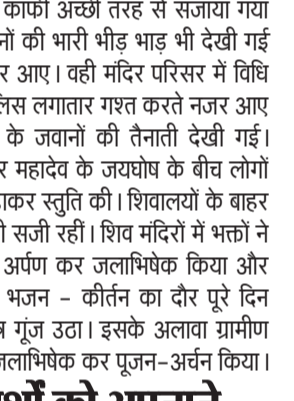 काफी अच्छी तरह से सजाया गया
की भारी भीड़ भाड़ भी देखी गई
आए। वही मंदिर परिसर में विधि
लगातार गश्त करते नजर आए
के जवानों की तैनाती देखी गई।
महादेव के जयघोष के बीच लोगों
स्तुति की। शिवालयों के बाहर
सजी रहीं। शिव मंदिरों में भक्तों ने
अर्पण कर जलाभिषेक किया और
भजन - कीर्तन का दौर पूरे दिन
गूंज उठा। इसके अलावा ग्रामीण
जलाभिषेक कर पूजन-अर्चन किया।
को अपनाने